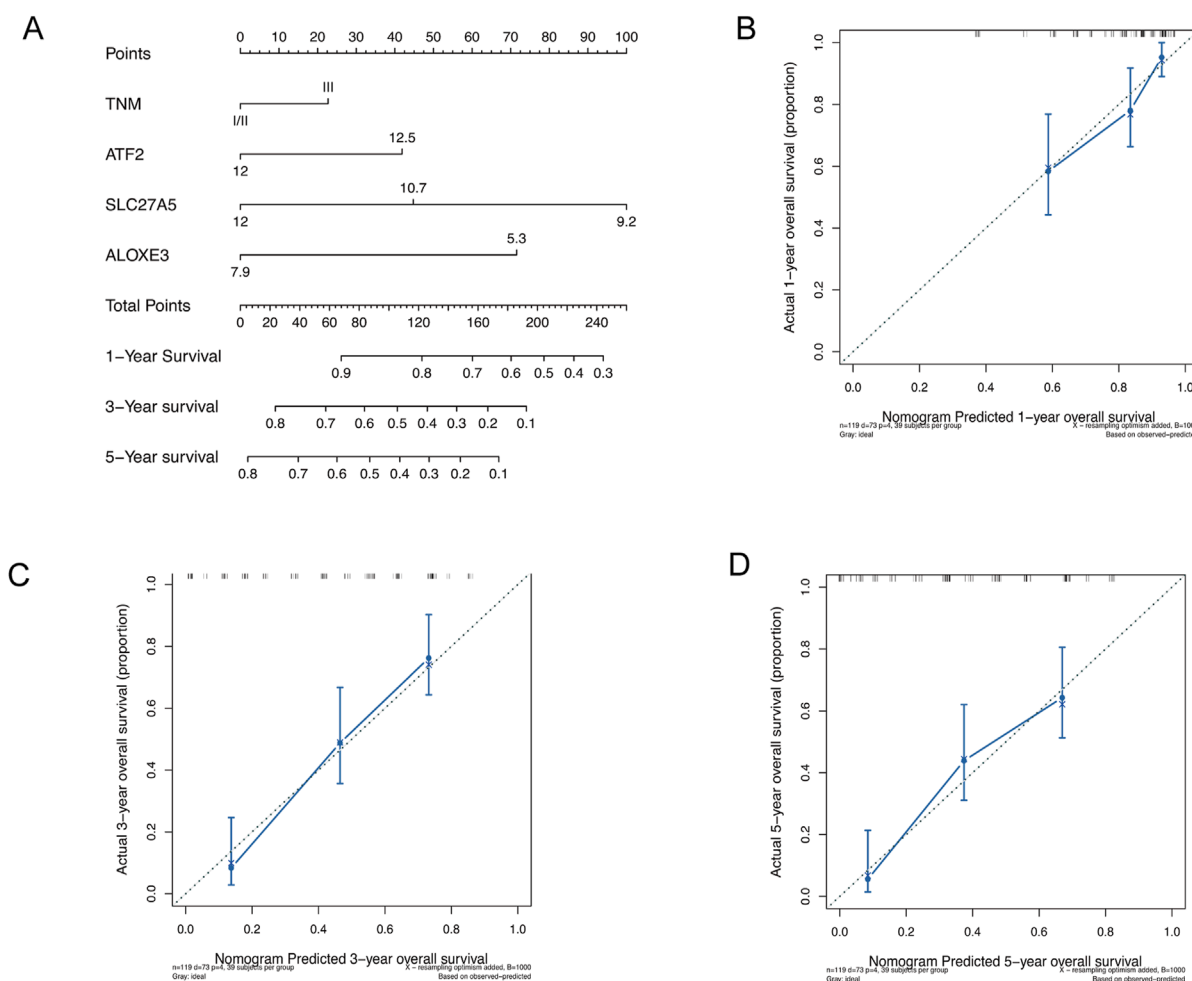 A
Points
0 10 20 30 40 50 60 70 80 90 100
TNM
III
I/II
ATF2
12.5
12
SLC27A5
10.7
12 9.2
ALOXE3
5.3
7.9
Total Points
0 20 40 60 80 120 160 200 240
1−Year Survival
0.9 0.8 0.7 0.6 0.5 0.4 0.3
3−Year survival
0.8 0.7 0.6 0.5 0.4 0.3 0.2 0.1
5−Year survival
0.8 0.7 0.6 0.5 0.4 0.3 0.2 0.1
B
Actual 1−year overall survival (proportion)
1.0
0.8
0.6
0.4
0.2
0.0
0.0 0.2 0.4 0.6 0.8 1.0
Nomogram Predicted 1−year overall survival
n=119 d=73 p=4, 39 subjects per group
Gray: ideal
X − resampling optimism added, B=100
Based on observed−predicte
C
Actual 3−year overall survival (proportion)
1.0
0.8
0.6
0.4
0.2
0.0
0.0 0.2 0.4 0.6 0.8 1.0
Nomogram Predicted 3−year overall survival
n=119 d=73 p=4, 39 subjects per group
Gray: ideal
X − resampling optimism added, B=1000
Based on observed−predicted
D
Actual 5−year overall survival (proportion)
1.0
0.8
0.6
0.4
0.2
0.0
0.0 0.2 0.4 0.6 0.8 1.0
Nomogram Predicted 5−year overall survival
n=119 d=73 p=4, 39 subjects per group
Gray: ideal
X − resampling optimism added, B=1000
Based on observed−predicted